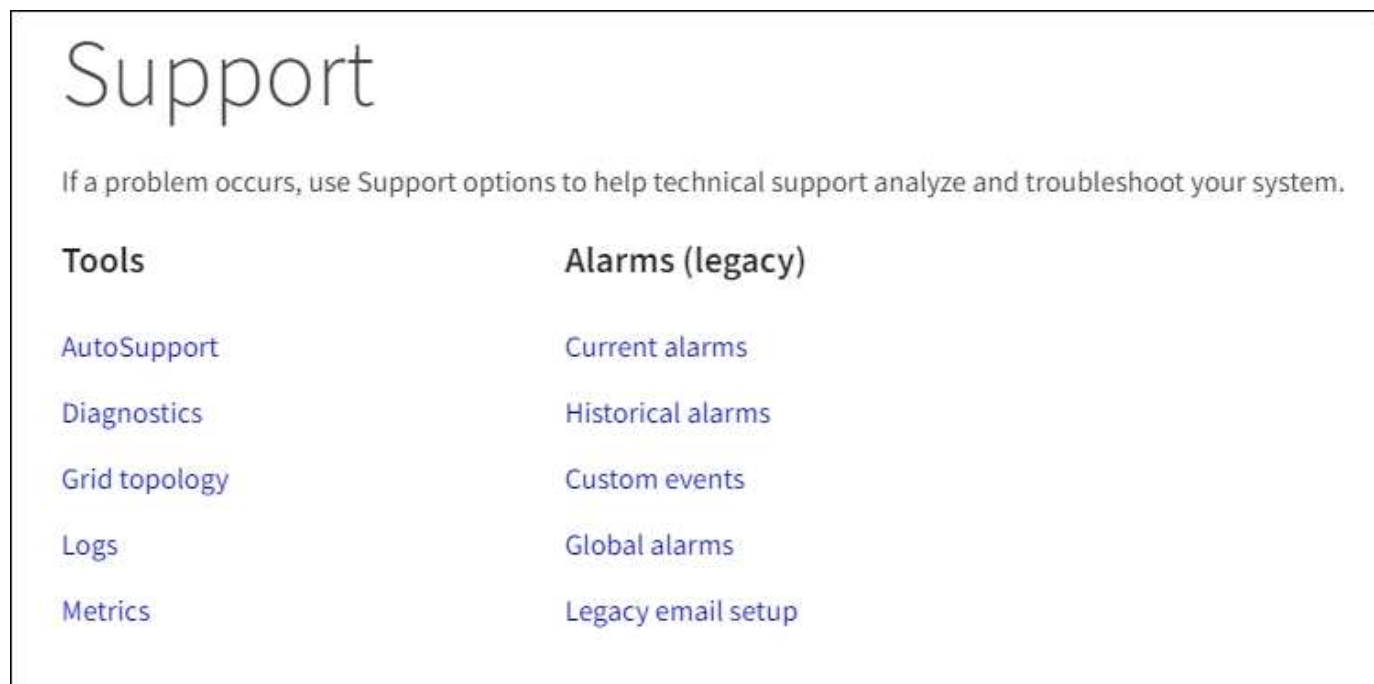 Support
If a problem occurs, use Support options to help technical support analyze and troubleshoot your system.
Tools
AutoSupport
Diagnostics
Grid topology
Logs
Metrics
Alarms (legacy)
Current alarms
Historical alarms
Custom events
Global alarms
Legacy email setup